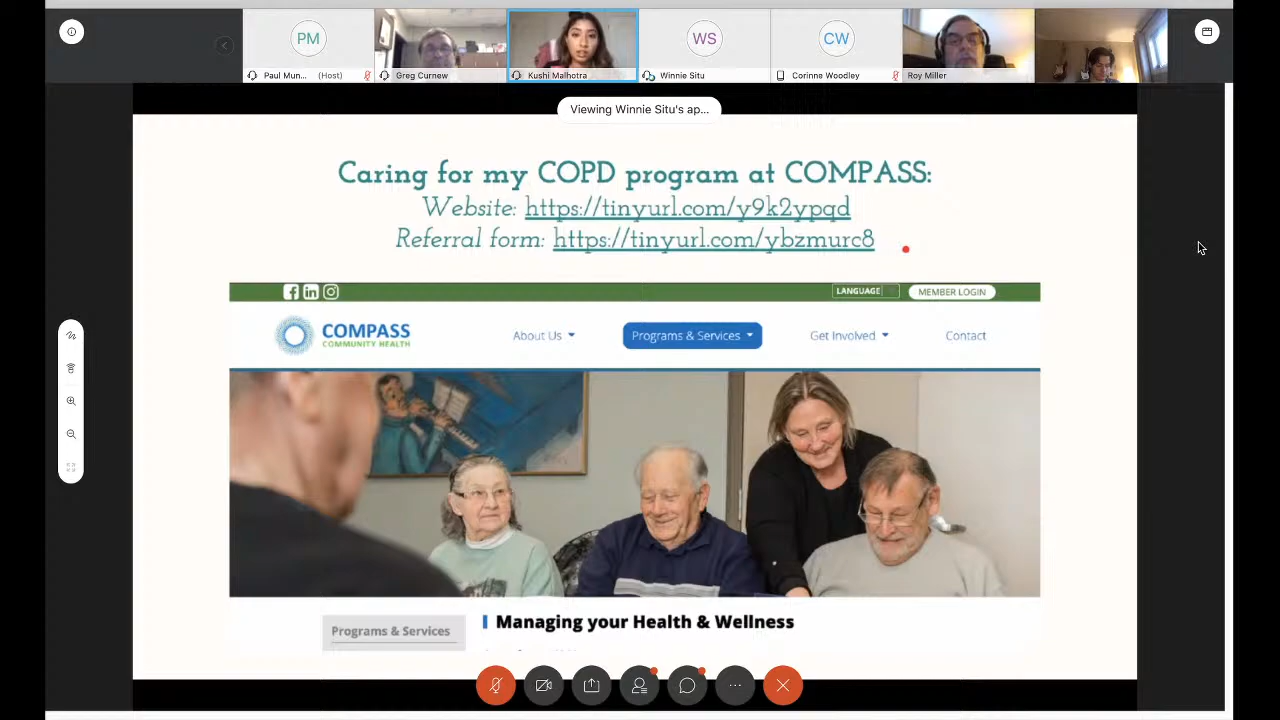 PM
WS
CW
Paul Mun... (Host)
Greg Curnew
Kushi Malhotra
Winnie Situ
Corinne Woodley
Roy Miller
Viewing Winnie Situ's ap...
Caring for my COPD program at COMPASS:
Website: https://tinyurl.com/y9k2ypqd
Referral form: https://tinyurl.com/ybzmurc8
LANGUAGE
MEMBER LOGIN
COMPASS
COMMUNITY HEALTH
About Us
Programs & Services
Get Involved
Contact
Programs & Services
Managing your Health & Wellness